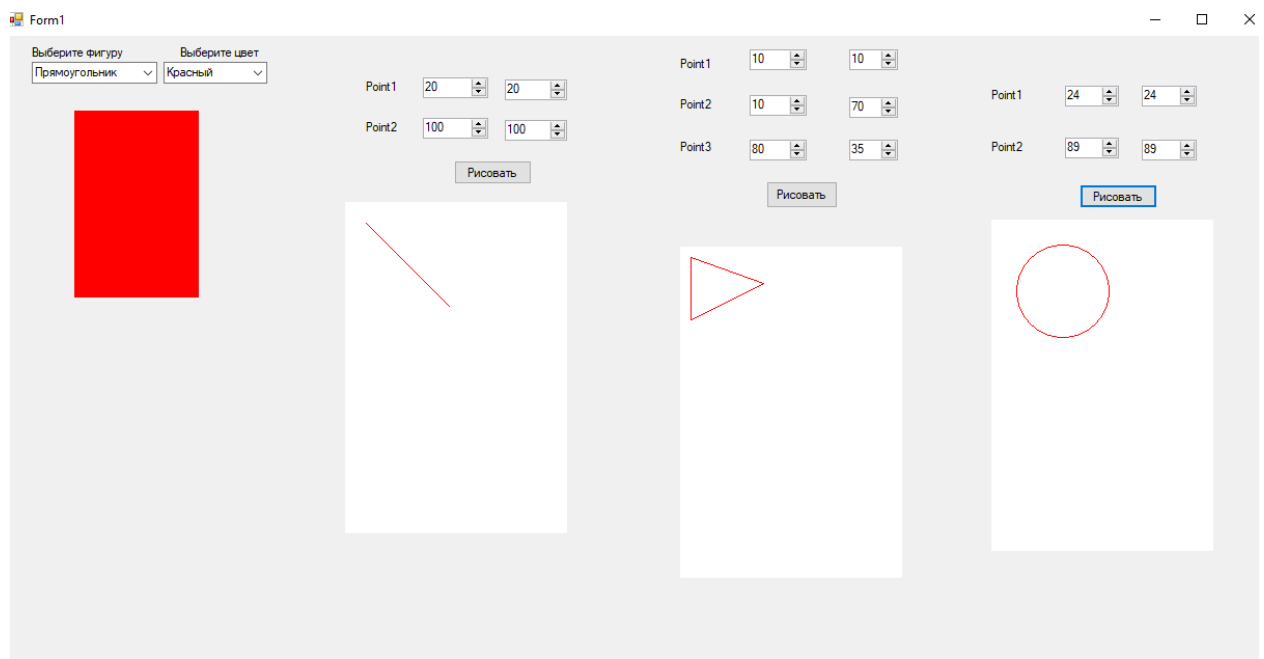 Form1
Выберите фигуру Выберите цвет
Прямоугольник Красный
Point1 20 20
Point2 100 100
Рисовать
Point1 10 10
Point2 10 70
Point3 80 35
Рисовать
Point1 24 24
Point2 89 89
Рисовать